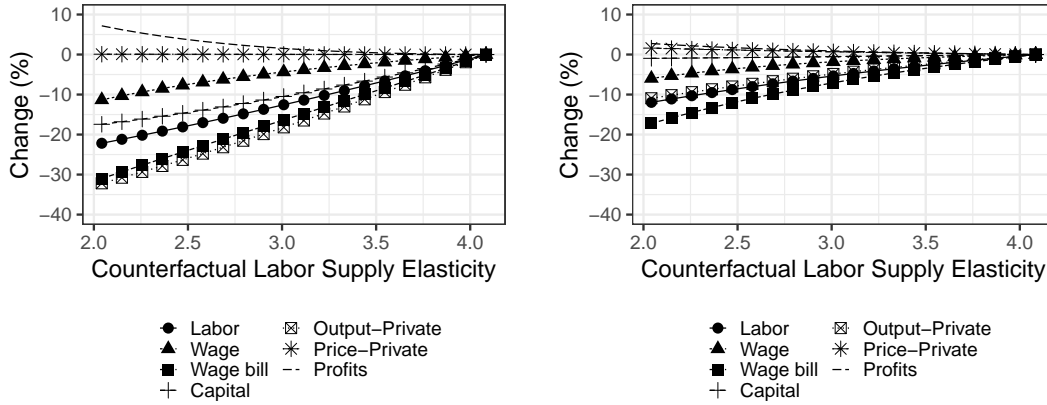 10
0
−10
−20
−30
−40
Change (%)
2.0 2.5 3.0 3.5 4.0
Counterfactual Labor Supply Elasticity
Labor
Wage
Wage bill
Capital
Output−Private
Price−Private
Profits
10
0
−10
−20
−30
−40
Change (%)
2.0 2.5 3.0 3.5 4.0
Counterfactual Labor Supply Elasticity
Labor
Wage
Wage bill
Capital
Output−Private
Price−Private
Profits